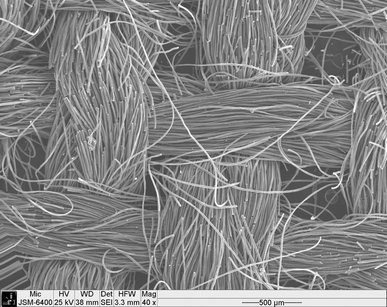 Mic HV WD Det HFW Mag
JSM-6400 25 kV 38 mm SEI 3.3 mm 40 x 500 µm